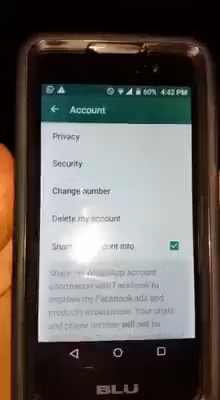 60% 4:42 PM
Account
Privacy
Security
Change number
Delete my account
Share info
Share my WhatsApp account
information with Facebook to
improve my Facebook ads and
products experiences. Your chats
and phone number will not be
BLU